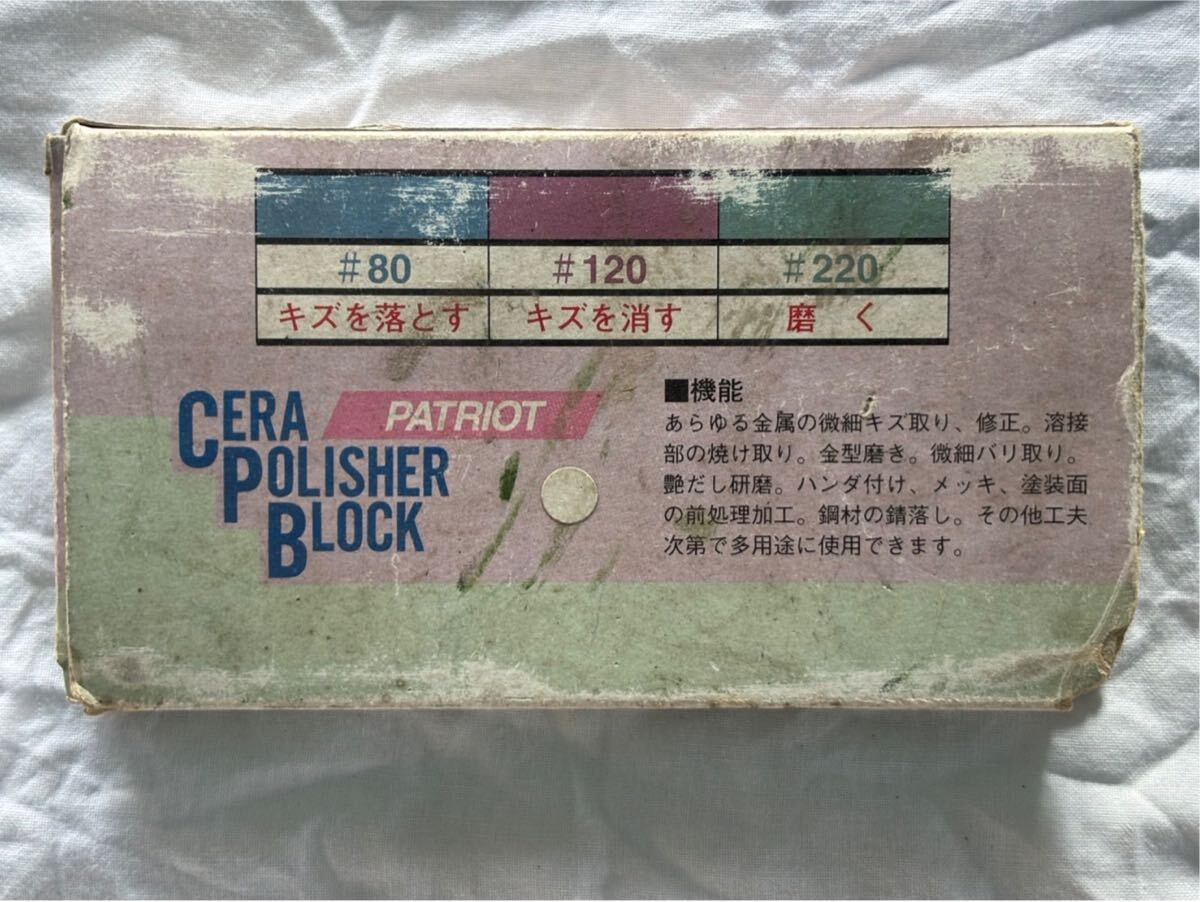 #80 #120 #220
キズを落とす キズを消す 磨く
CERA PATRIOT
POLISHER
BLOCK
■機能
あらゆる金属の微細キズ取り、修正。溶接
部の焼け取り。金型磨き。微細バリ取り。
艶だし研磨。ハンダ付け、メッキ、塗装面
の前処理加工。鋼材の錆落し。その他工夫
次第で多用途に使用できます。